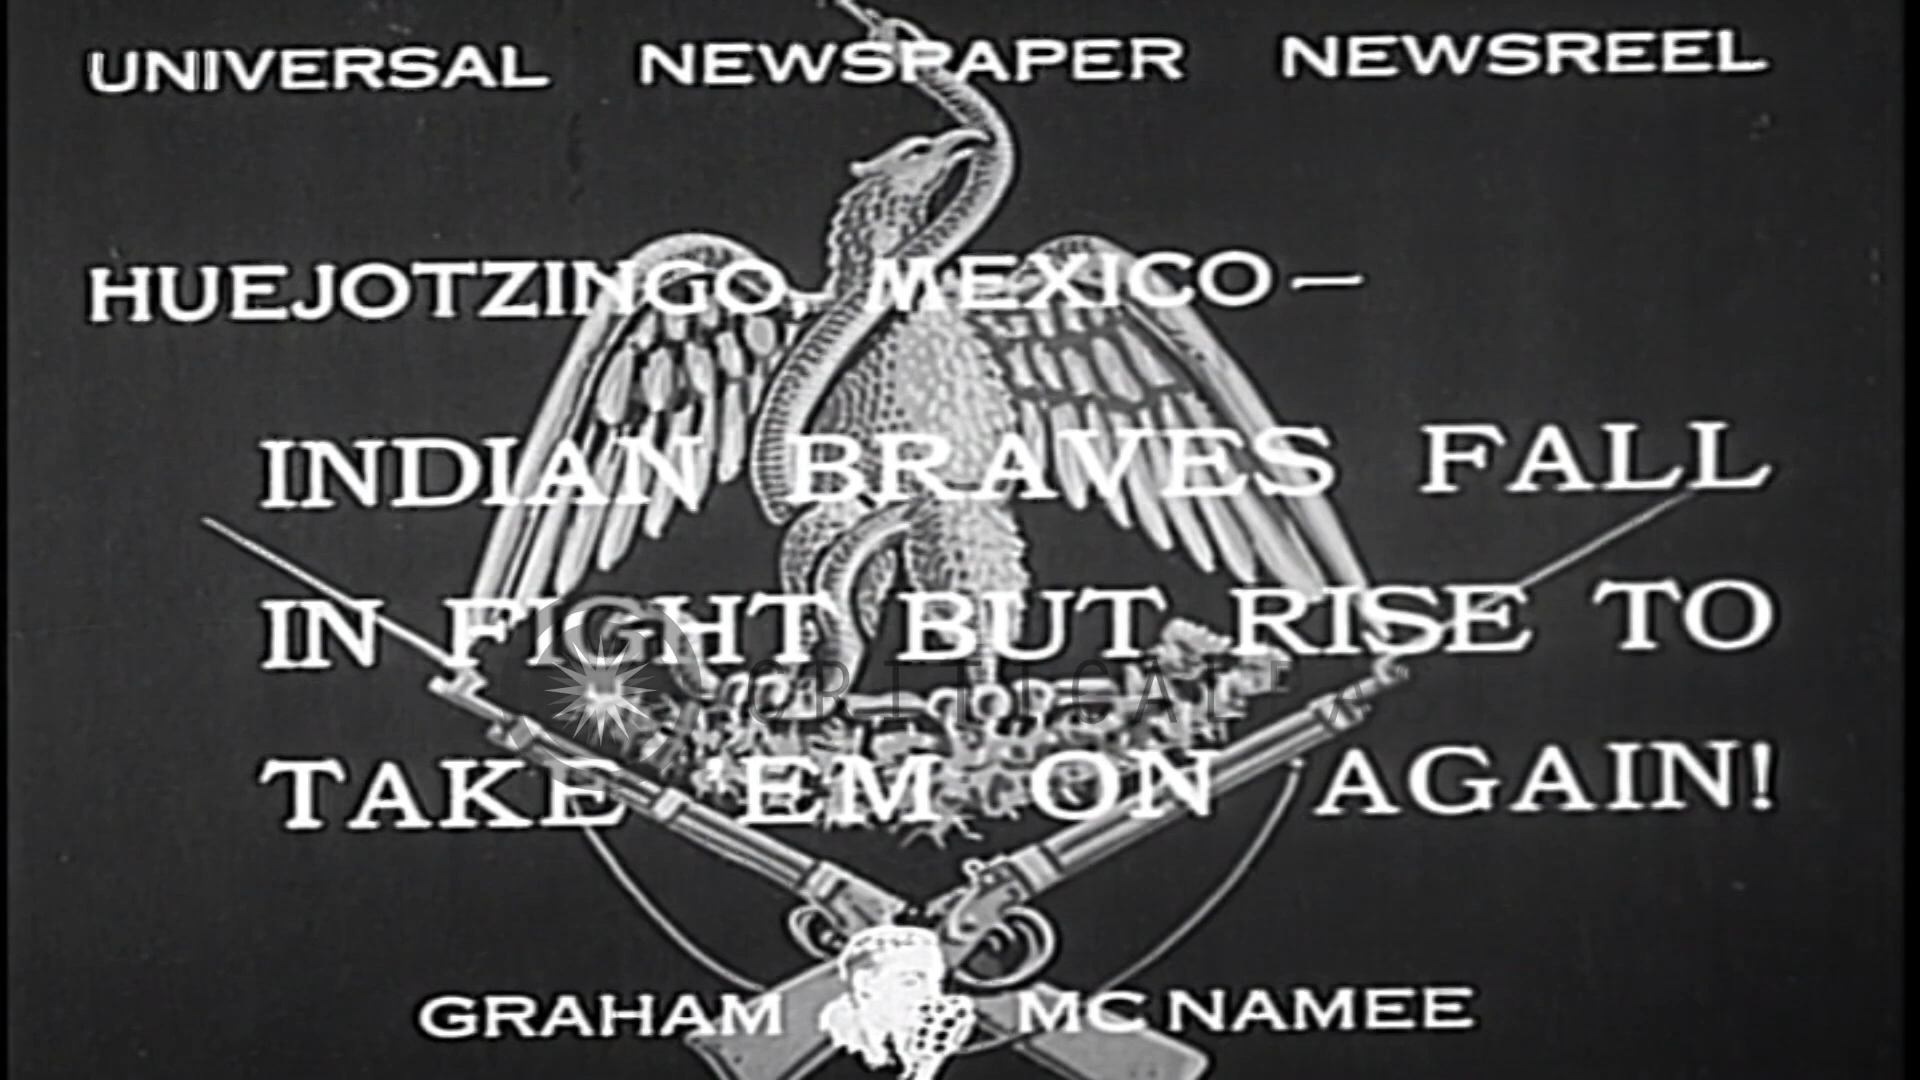 UNIVERSAL NEWSPAPER NEWSREEL
HUEJOTZINGO, MEXICO—
INDIAN BRAVES FALL
IN FIGHT BUT RISE TO
CRITICALPAST
TAKE 'EM ON AGAIN!
GRAHAM MCNAMEE